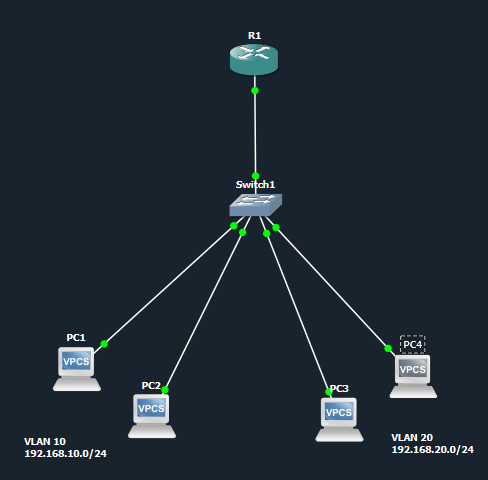 R1
Switch1
PC1
VPCS
PC2
VPCS
PC3
VPCS
PC4
VPCS
VLAN 10
192.168.10.0/24
VLAN 20
192.168.20.0/24